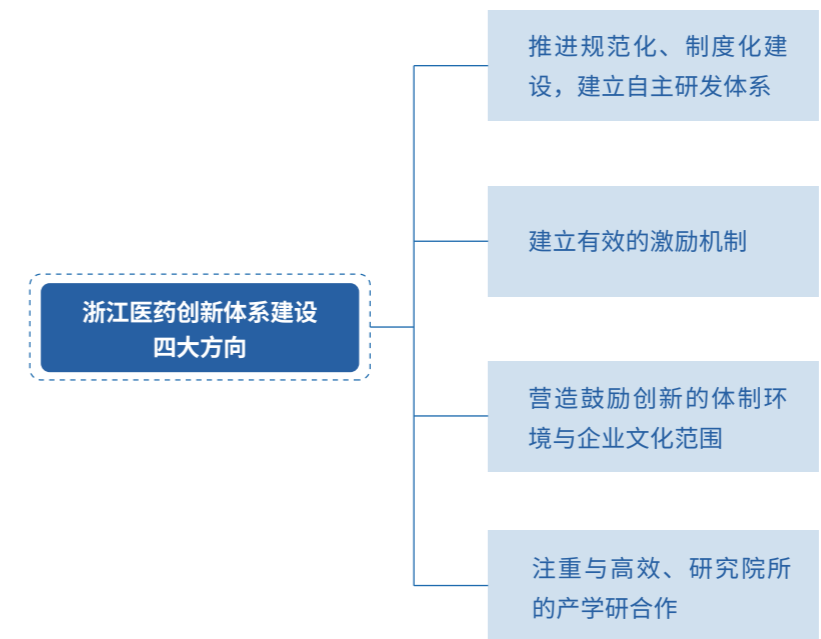 推进规范化、制度化建
设，建立自主研发体系
建立有效的激励机制
浙江医药创新体系建设
四大方向
营造鼓励创新的体制环
境与企业文化范围
注重与高效、研究院所
的产学研合作